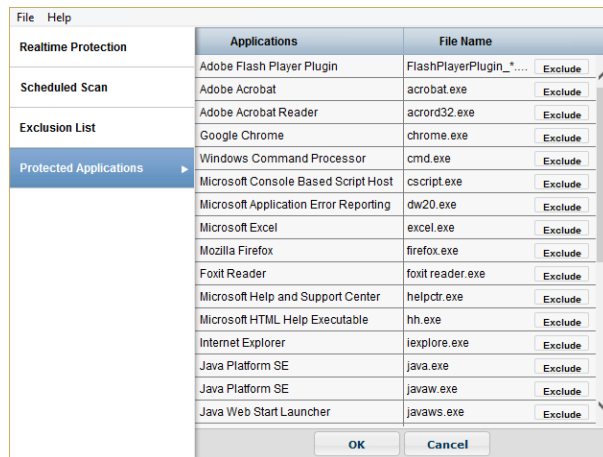 File Help
Realtime Protection
Scheduled Scan
Exclusion List
Protected Applications
Applications File Name
Adobe Flash Player Plugin FlashPlayerPlugin_*.... Exclude
Adobe Acrobat acrobat.exe Exclude
Adobe Acrobat Reader acrord32.exe Exclude
Google Chrome chrome.exe Exclude
Windows Command Processor cmd.exe Exclude
Microsoft Console Based Script Host cscript.exe Exclude
Microsoft Application Error Reporting dw20.exe Exclude
Microsoft Excel excel.exe Exclude
Mozilla Firefox firefox.exe Exclude
Foxit Reader foxit reader.exe Exclude
Microsoft Help and Support Center helpctr.exe Exclude
Microsoft HTML Help Executable hh.exe Exclude
Internet Explorer iexplore.exe Exclude
Java Platform SE java.exe Exclude
Java Platform SE javaw.exe Exclude
Java Web Start Launcher javaws.exe Exclude
OK Cancel